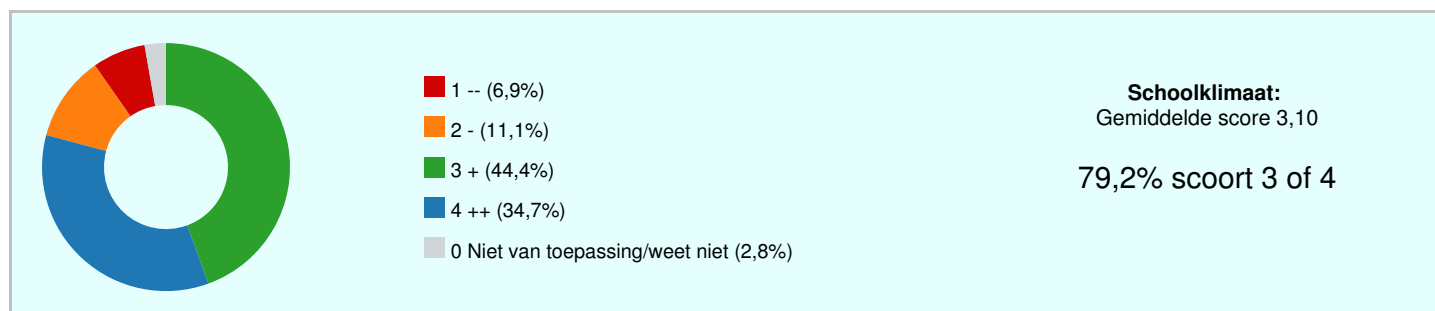 1 -- (6,9%)
2 - (11,1%)
3 + (44,4%)
4 ++ (34,7%)
0 Niet van toepassing/weet niet (2,8%)
Schoolklimaat:
Gemiddelde score 3,10
79,2% scoort 3 of 4